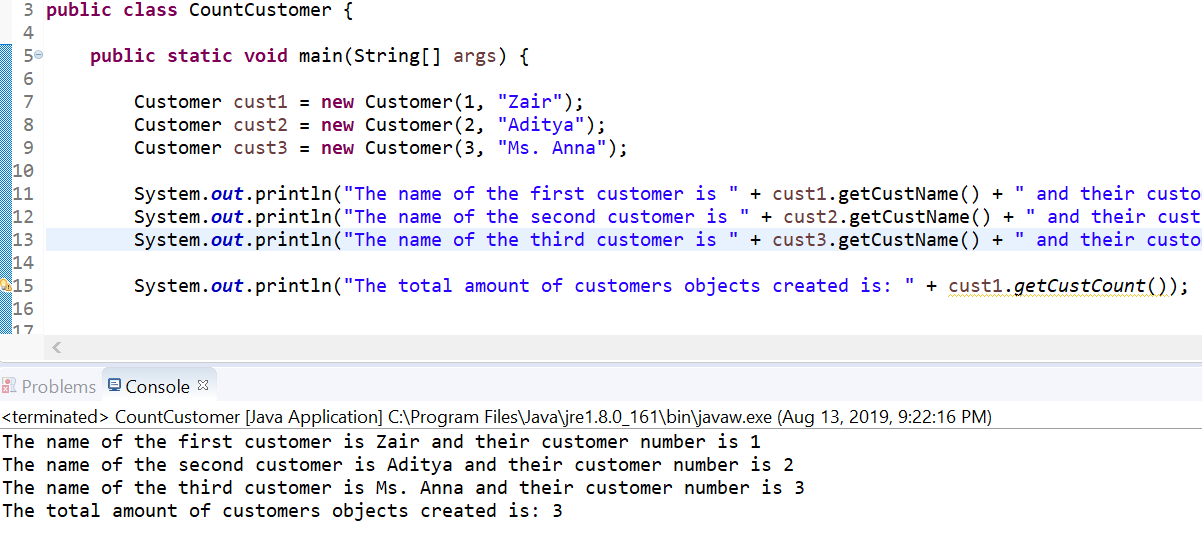 3 public class CountCustomer {
4
5 public static void main(String[] args) {
6
7 Customer cust1 = new Customer(1, "Zair");
8 Customer cust2 = new Customer(2, "Aditya");
9 Customer cust3 = new Customer(3, "Ms. Anna");
10
11 System.out.println("The name of the first customer is " + cust1.getCustName() + " and their custo
12 System.out.println("The name of the second customer is " + cust2.getCustName() + " and their cust
13 System.out.println("The name of the third customer is " + cust3.getCustName() + " and their custo
14
15 System.out.println("The total amount of customers objects created is: " + cust1.getCustCount());
16
17
Problems Console
<terminated> CountCustomer [Java Application] C:\Program Files\Java\jre1.8.0_161\bin\javaw.exe (Aug 13, 2019, 9:22:16 PM)
The name of the first customer is Zair and their customer number is 1
The name of the second customer is Aditya and their customer number is 2
The name of the third customer is Ms. Anna and their customer number is 3
The total amount of customers objects created is: 3